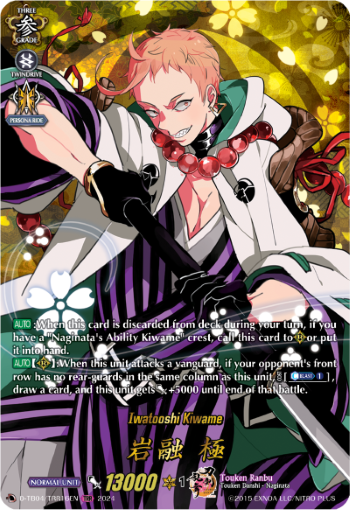 THREE
参
GRADE
TWINDRIVE
PERSONA RIDE
AUTO:When this card is discarded from deck during your turn, if you
have a "Naginata's Ability Kiwame" crest, call this card to R or put
it into hand.
AUTO[R]:When this unit attacks a vanguard, if your opponent's front
row has no rear-guards in the same column as this unit, [BLAST 1],
draw a card, and this unit gets +5000 until end of that battle.
Iwatooshi Kiwame
岩融 極
NORMAL UNIT
13000
1
Touken Ranbu
Touken Danshi - Naginata
2024
©2015 EXNOA LLC/NITRO PLUS